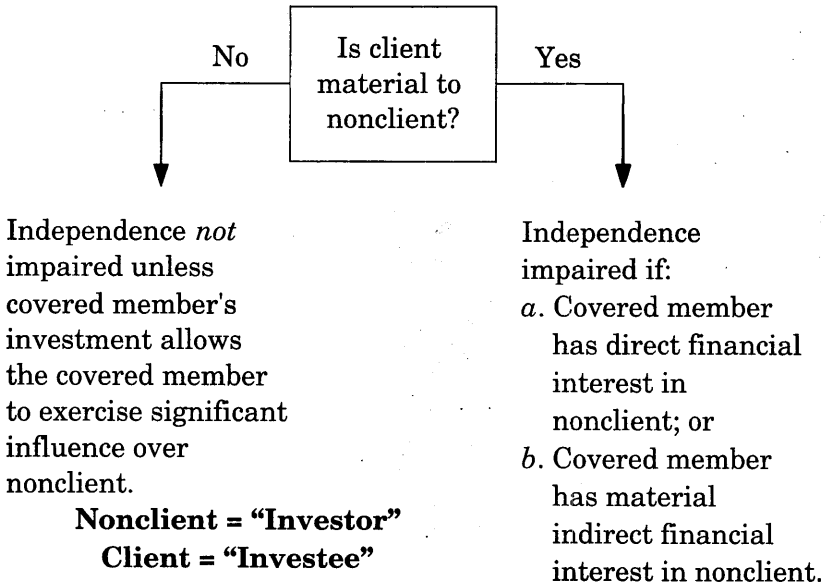 Is client
material to
nonclient?
No
Yes
Independence not
impaired unless
covered member's
investment allows
the covered member
to exercise significant
influence over
nonclient.
Nonclient = “Investor”
Client = “Investee”
Independence
impaired if:
a. Covered member
has direct financial
interest in
nonclient; or
b. Covered member
has material
indirect financial
interest in nonclient.